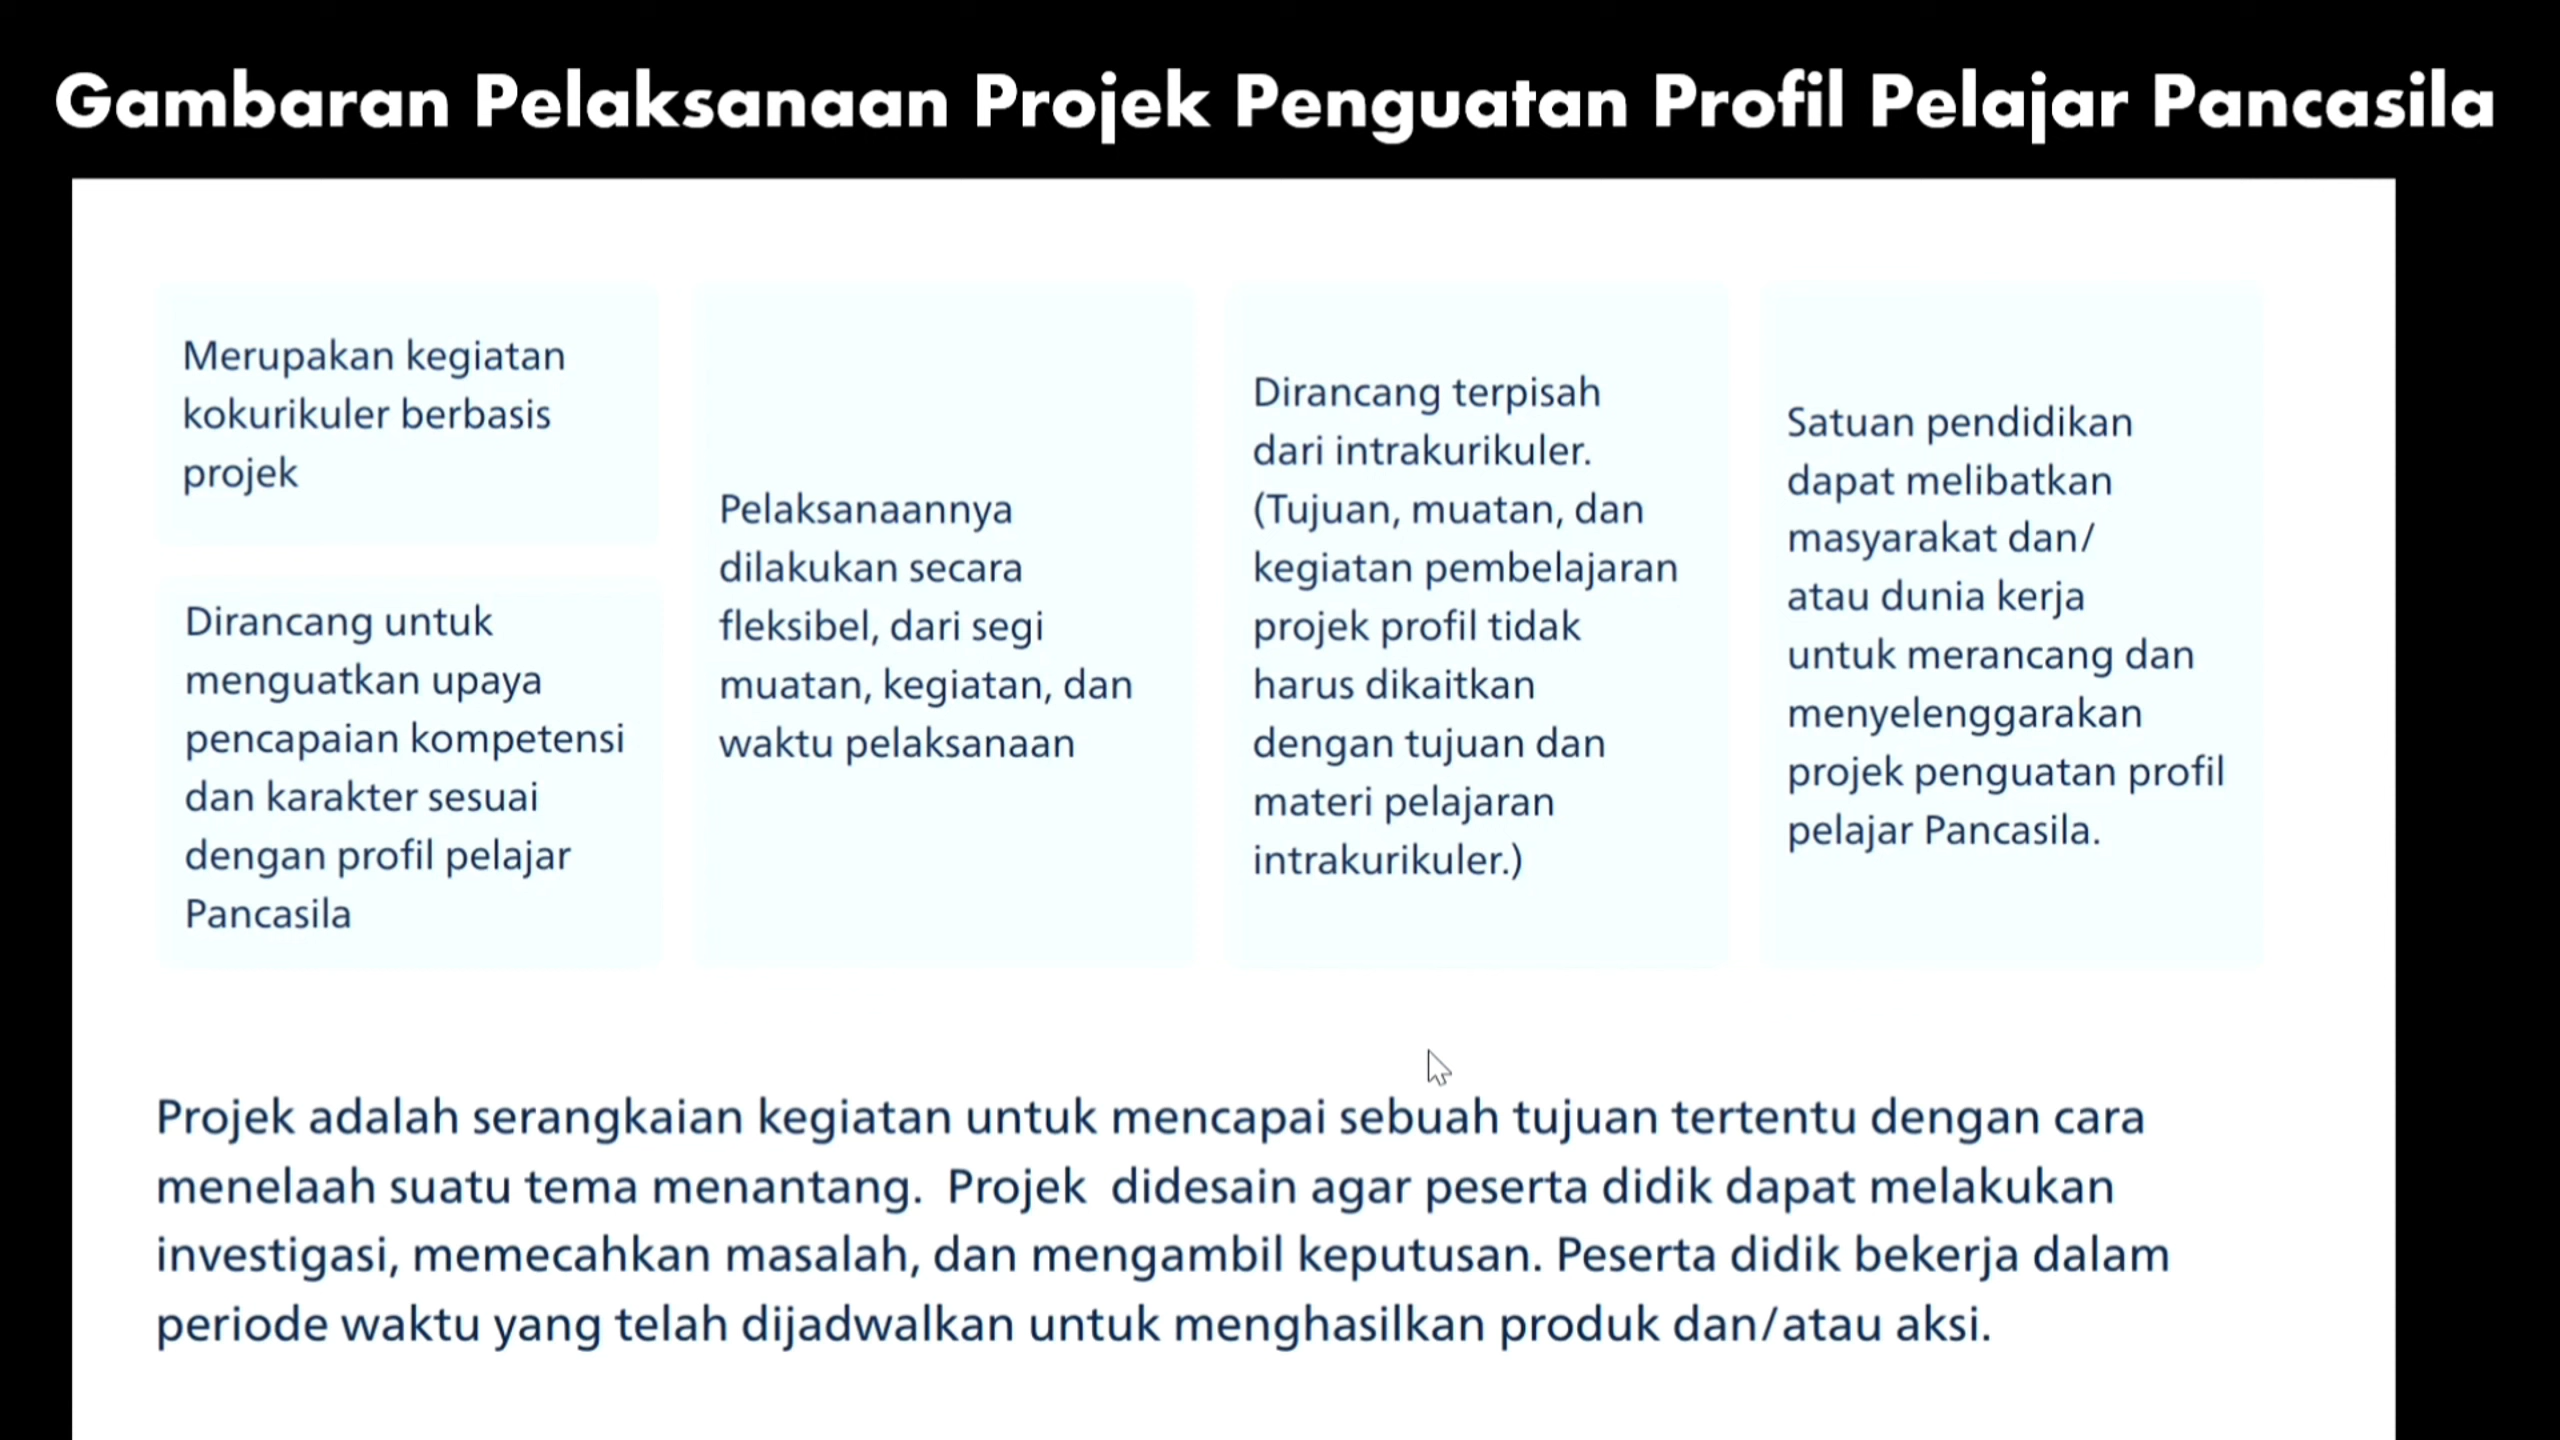 Gambaran Pelaksanaan Projek Penguatan Profil Pelajar Pancasila
Merupakan kegiatan
kokurikuler berbasis
projek
Dirancang untuk
menguatkan upaya
pencapaian kompetensi
dan karakter sesuai
dengan profil pelajar
Pancasila
Pelaksanaannya
dilakukan secara
fleksibel, dari segi
muatan, kegiatan, dan
waktu pelaksanaan
Dirancang terpisah
dari intrakurikuler.
(Tujuan, muatan, dan
kegiatan pembelajaran
projek profil tidak
harus dikaitkan
dengan tujuan dan
materi pelajaran
intrakurikuler.)
Satuan pendidikan
dapat melibatkan
masyarakat dan/
atau dunia kerja
untuk merancang dan
menyelenggarakan
projek penguatan profil
pelajar Pancasila.
Projek adalah serangkaian kegiatan untuk mencapai sebuah tujuan tertentu dengan cara
menelaah suatu tema menantang.  Projek  didesain agar peserta didik dapat melakukan
investigasi, memecahkan masalah, dan mengambil keputusan. Peserta didik bekerja dalam
periode waktu yang telah dijadwalkan untuk menghasilkan produk dan/atau aksi.